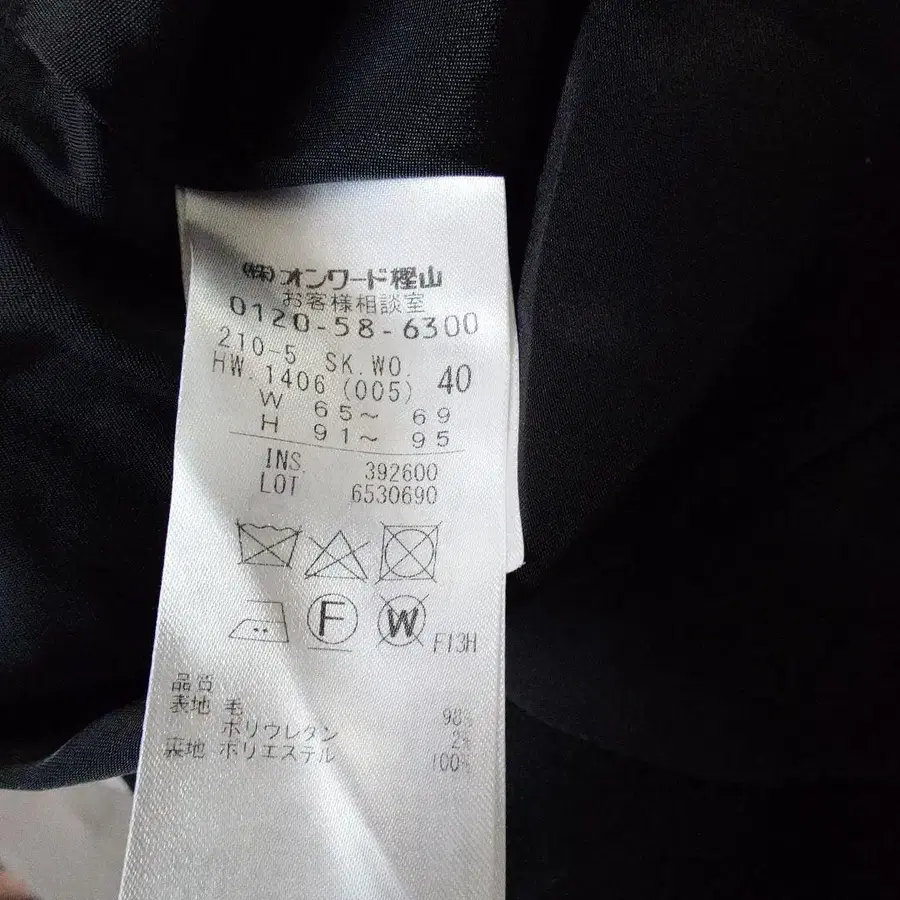 (株)オンワード樫山
お客様相談室
0120-58-6300
210-5 SK.WO.
HW.1406 (005) 40
W 65~ 69
H 91~ 95
INS. 392600
LOT 6530690
F W F13H
品質
表地 毛 98%
ポリウレタン 2%
裏地 ポリエステル 100%